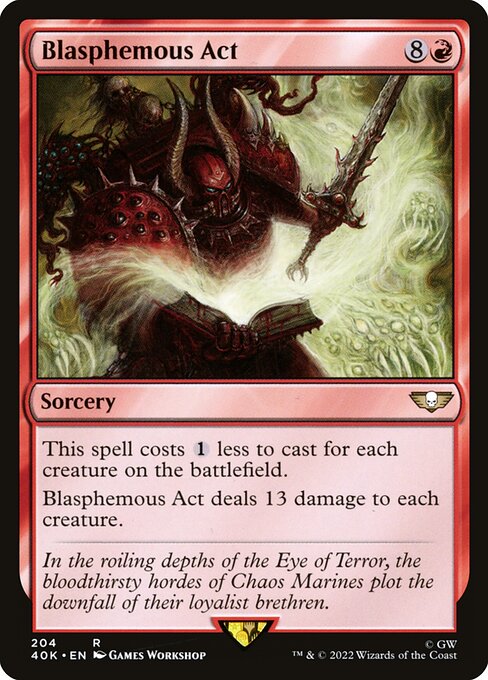 Blasphemous Act 8
Sorcery
This spell costs 1 less to cast for each
creature on the battlefield.
Blasphemous Act deals 13 damage to each
creature.
In the roiling depths of the Eye of Terror, the
bloodthirsty hordes of Chaos Marines plot the
downfall of their loyalist brethren.
204 R © GW
40K • EN Games Workshop ™ & © 2022 Wizards of the Coast